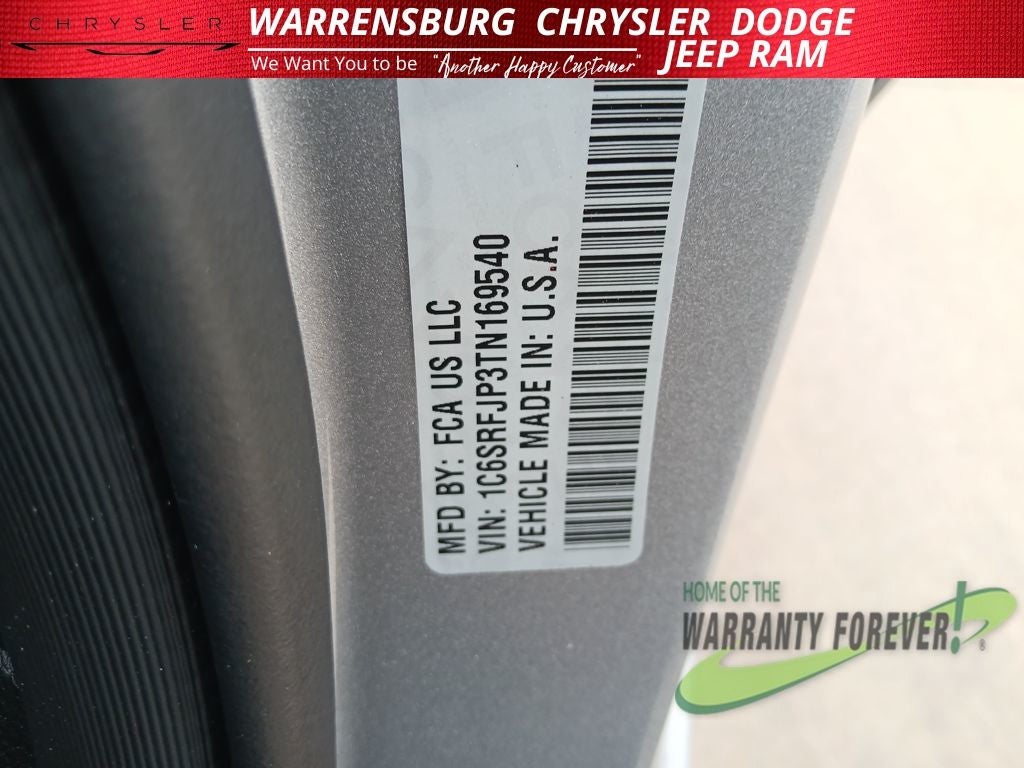 CHRYSLER
WARRENSBURG CHRYSLER DODGE
JEEP RAM
We Want You to be "Another Happy Customer"
MFD BY: FCA US LLC
VIN: 1C6SRFJP3TN169540
VEHICLE MADE IN: U.S.A.
HOME OF THE
WARRANTY FOREVER!®